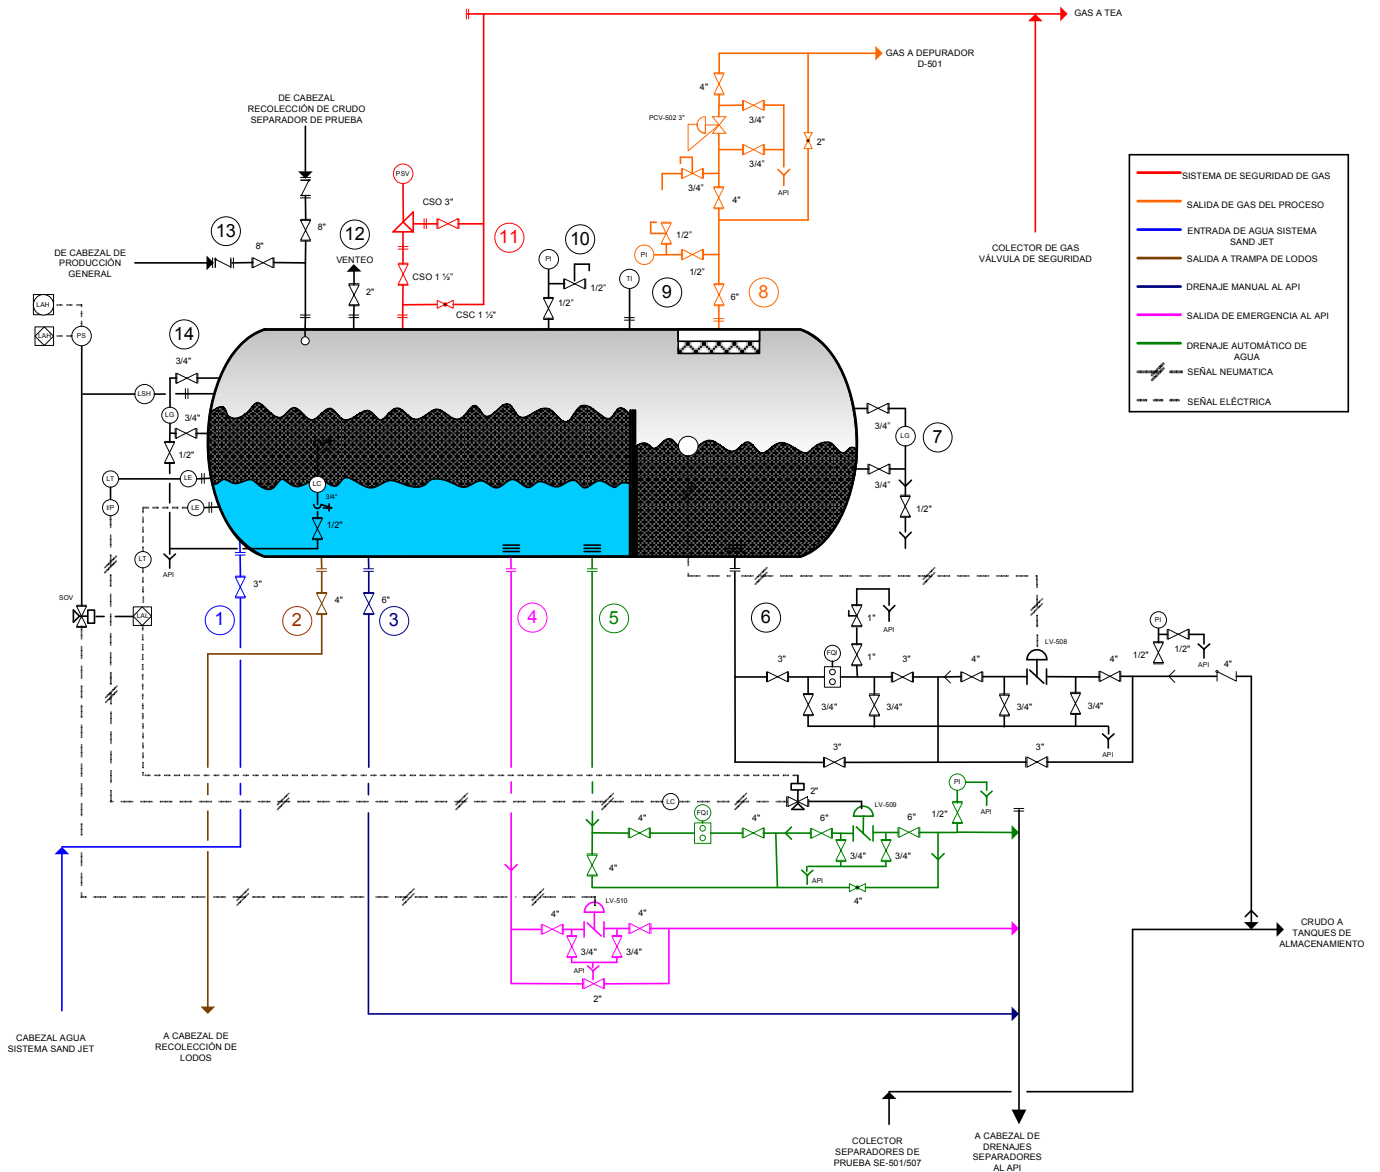 GAS A TEA
GAS A DEPURADOR
D-501
4"
PCV-502 3"
3/4"
3/4"
2"
3/4"
API
4"
DE CABEZAL
RECOLECCIÓN DE CRUDO
SEPARADOR DE PRUEBA
PSV
CSO 3"
11
CSO 1 ½"
CSC 1 ½"
8"
13
8"
DE CABEZAL DE
PRODUCCIÓN
GENERAL
12
VENTEO
2"
10
PI
1/2"
1/2"
TI
9
1/2"
PI
1/2"
8
6"
COLECTOR DE GAS
VÁLVULA DE SEGURIDAD
SISTEMA DE SEGURIDAD DE GAS
SALIDA DE GAS DEL PROCESO
ENTRADA DE AGUA SISTEMA
SAND JET
SALIDA A TRAMPA DE LODOS
DRENAJE MANUAL AL API
SALIDA DE EMERGENCIA AL API
DRENAJE AUTOMÁTICO DE
AGUA
SEÑAL NEUMATICA
SEÑAL ELÉCTRICA
LAH
LAH
PS
14
3/4"
LSH
LG
3/4"
1/2"
LT
LE
I/P
LE
LT
API
LC
3/4"
1/2"
3/4"
LG
7
3/4"
1/2"
SOV
LAL
3"
1
2
4"
6"
3
4
5
6
1"
API
1"
3"
FQI
3"
4"
LV-508
4"
PI
1/2"
1/2"
API
4"
3/4"
3/4"
3/4"
3/4"
API
3"
3"
LC
2"
LV-509
PI
1/2"
API
4"
FQI
4"
6"
6"
4"
3/4"
3/4"
API
4"
LV-510
4"
4"
3/4"
3/4"
API
2"
CRUDO A
TANQUES DE
ALMACENAMIENTO
CABEZAL AGUA
SISTEMA SAND JET
A CABEZAL DE
RECOLECCIÓN DE
LODOS
COLECTOR
SEPARADORES DE
PRUEBA SE-501/507
A CABEZAL DE
DRENAJES
SEPARADORES
AL API